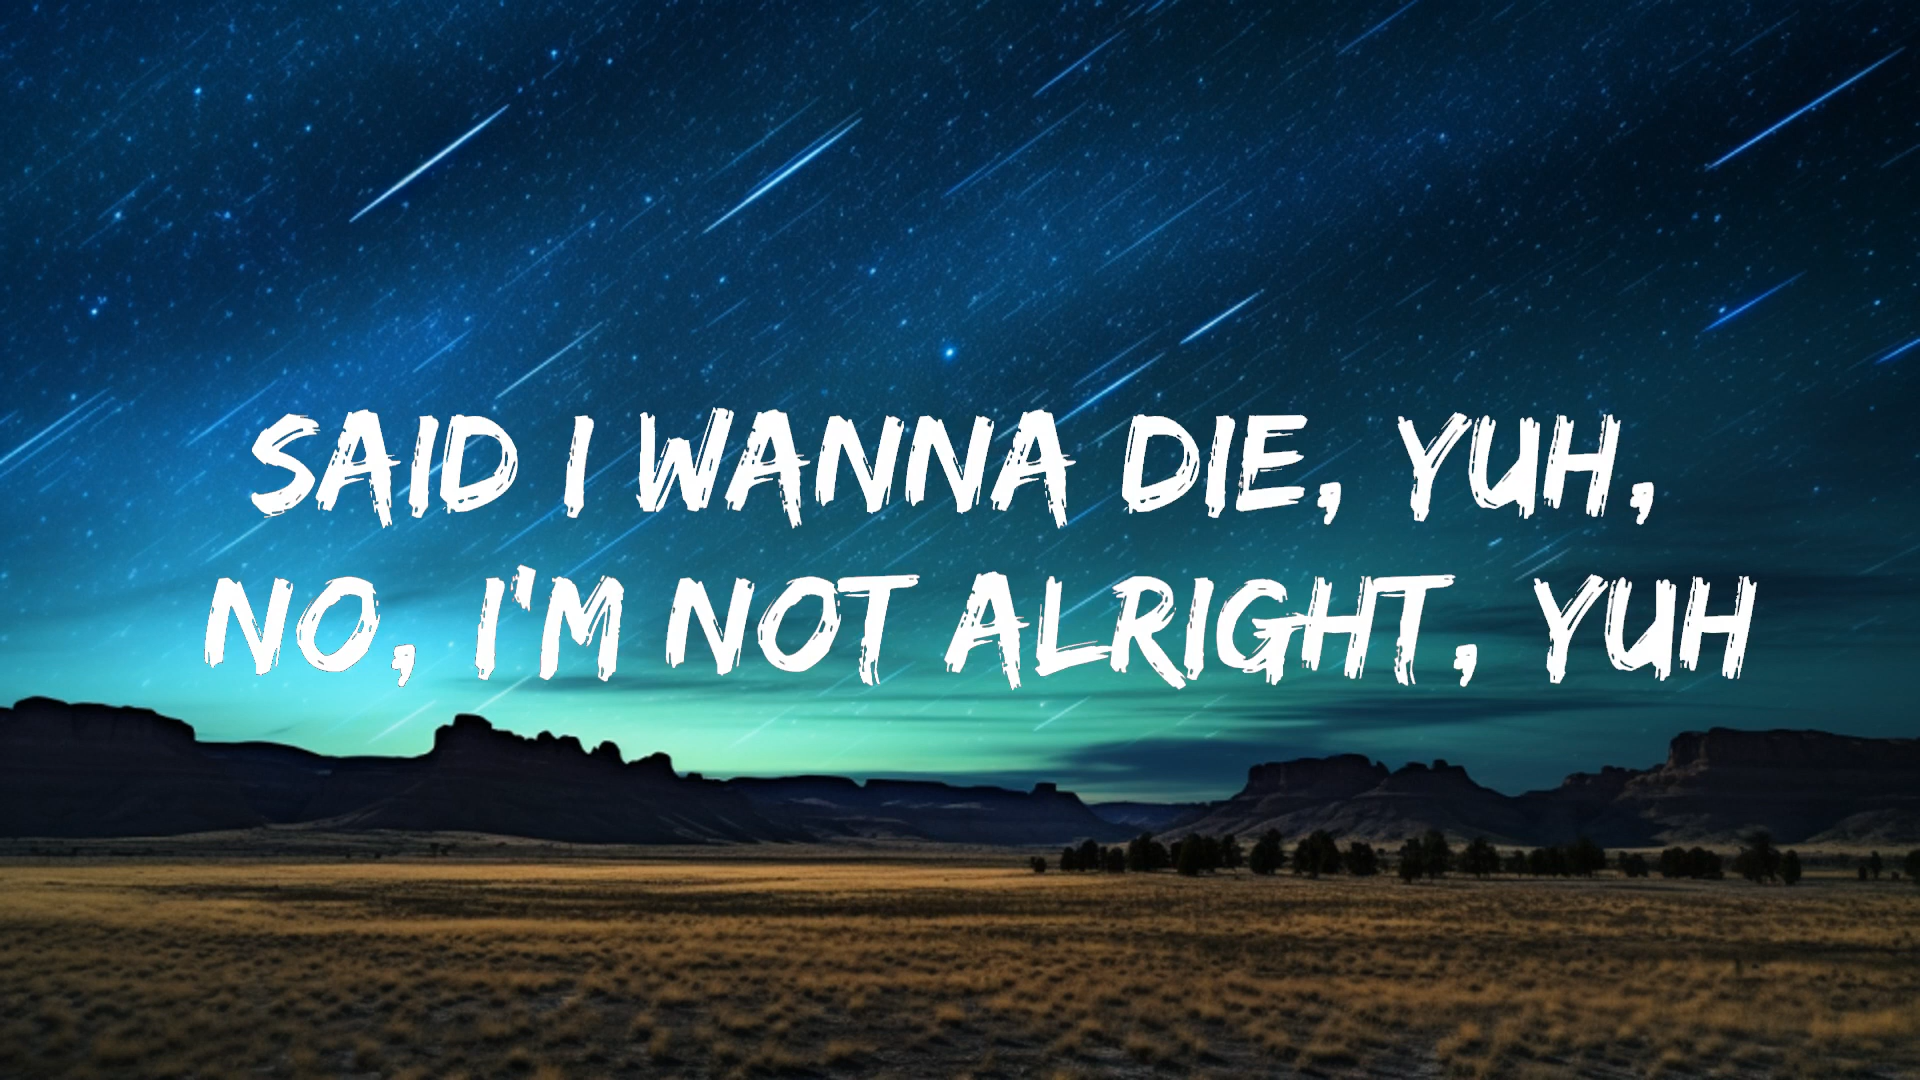 SAID I WANNA DIE, YUH,
NO, I'M NOT ALRIGHT, YUH